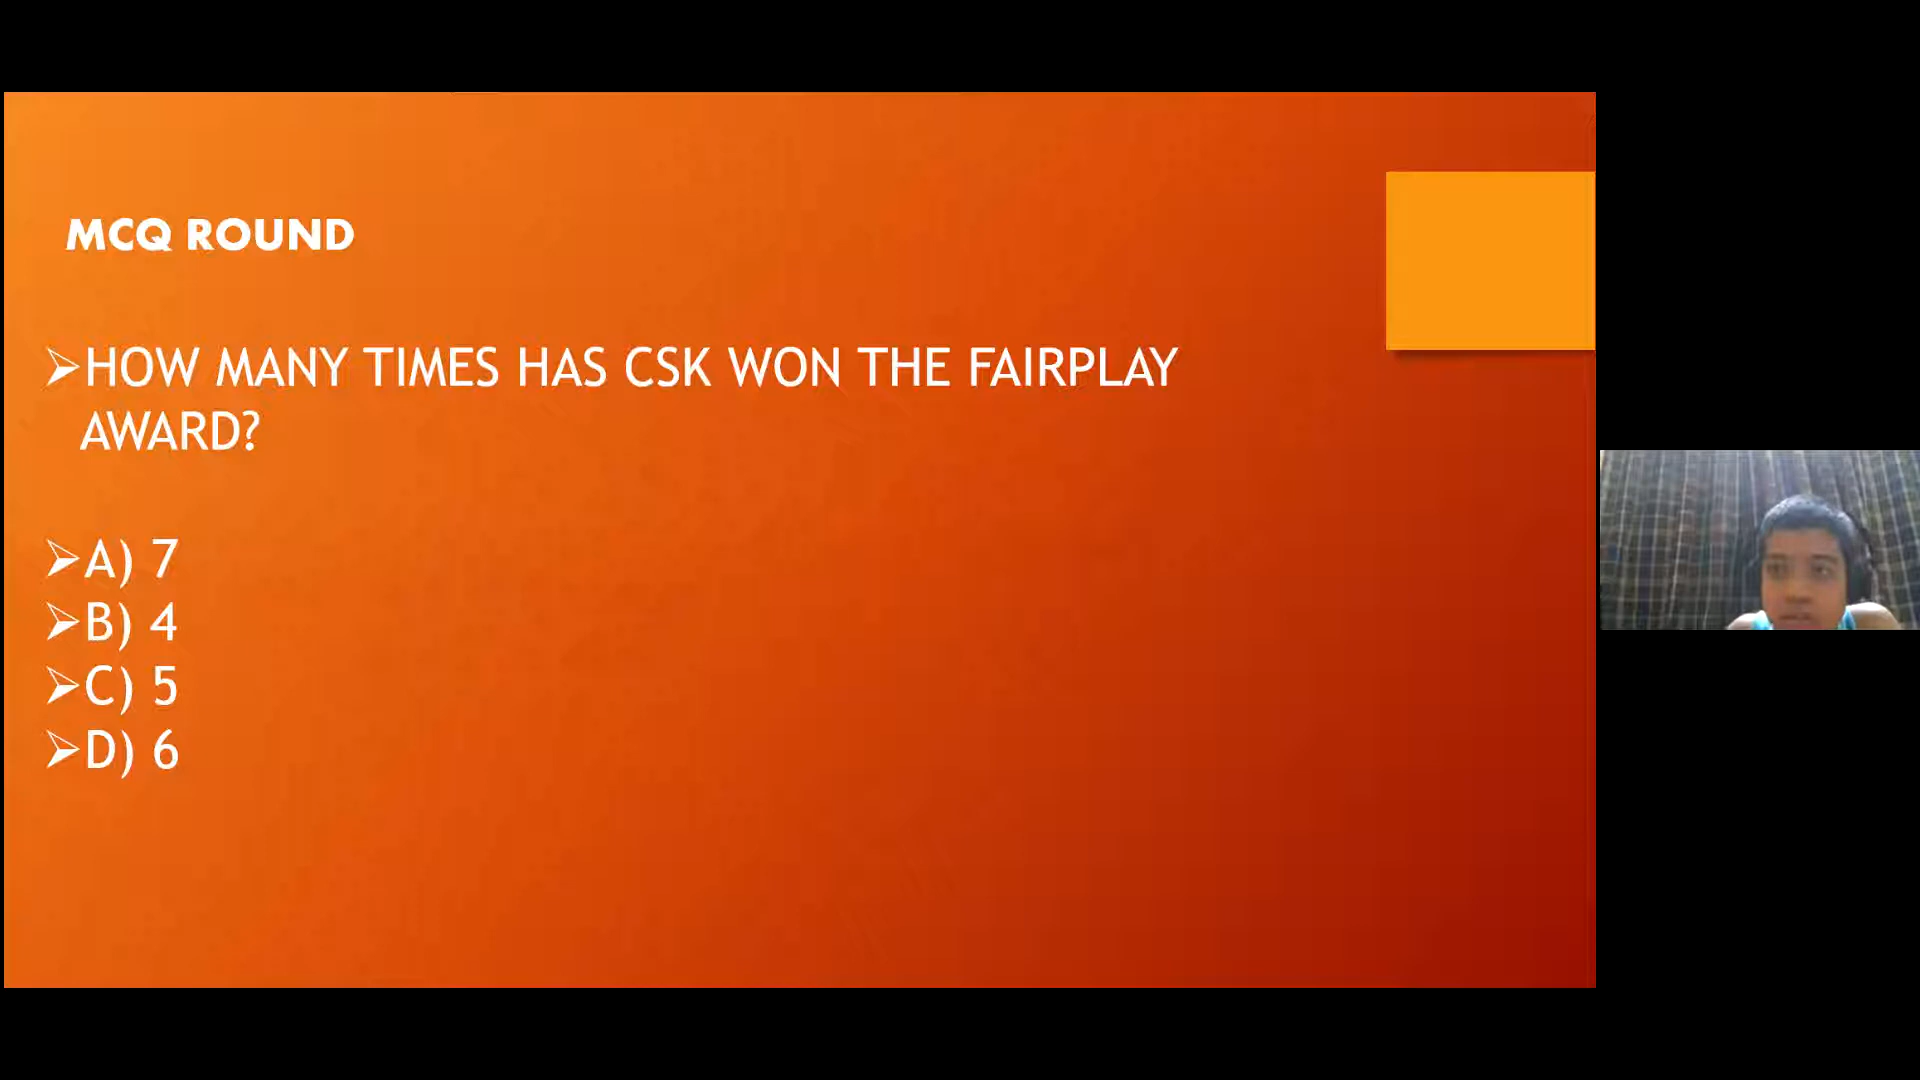 MCQ ROUND
➢HOW MANY TIMES HAS CSK WON THE FAIRPLAY
AWARD?
➢A) 7
➢B) 4
➢C) 5
➢D) 6